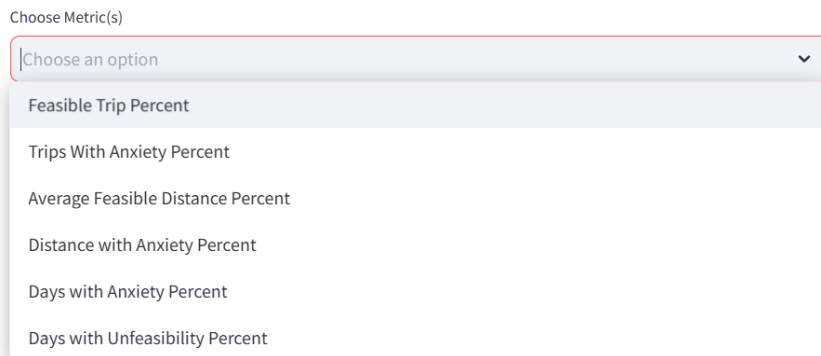 Choose Metric(s)
Choose an option
Feasible Trip Percent
Trips With Anxiety Percent
Average Feasible Distance Percent
Distance with Anxiety Percent
Days with Anxiety Percent
Days with Unfeasibility Percent